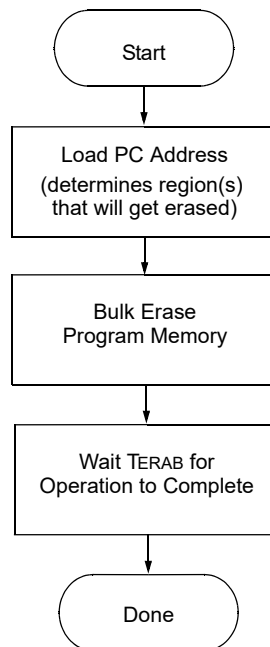 Start
Load PC Address
(determines region(s)
that will get erased)
Bulk Erase
Program Memory
Wait TERAB for
Operation to Complete
Done